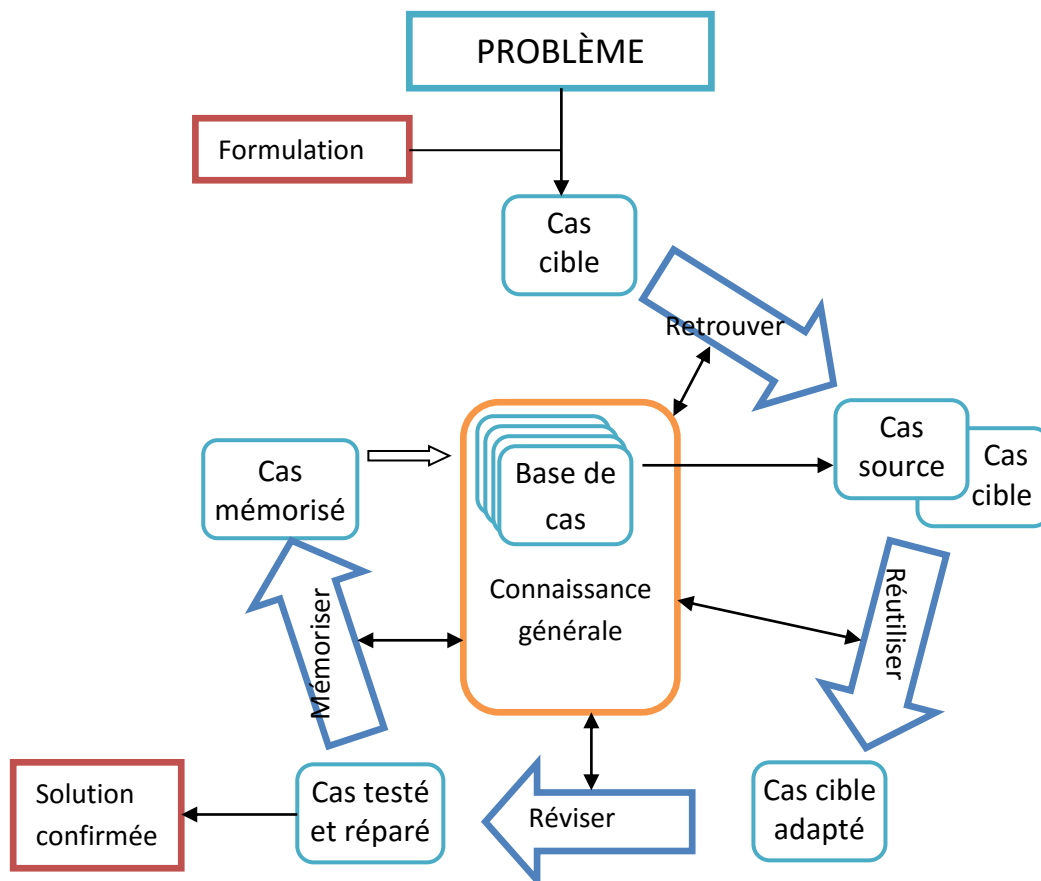 PROBLÈME
Formulation
Cas
cible
Retrouver
Cas
source
Cas
cible
Base de
cas
Connaissance
générale
Cas
mémorisé
Réutiliser
Mémoriser
Cas cible
adapté
Réviser
Cas testé
et réparé
Solution
confirmée